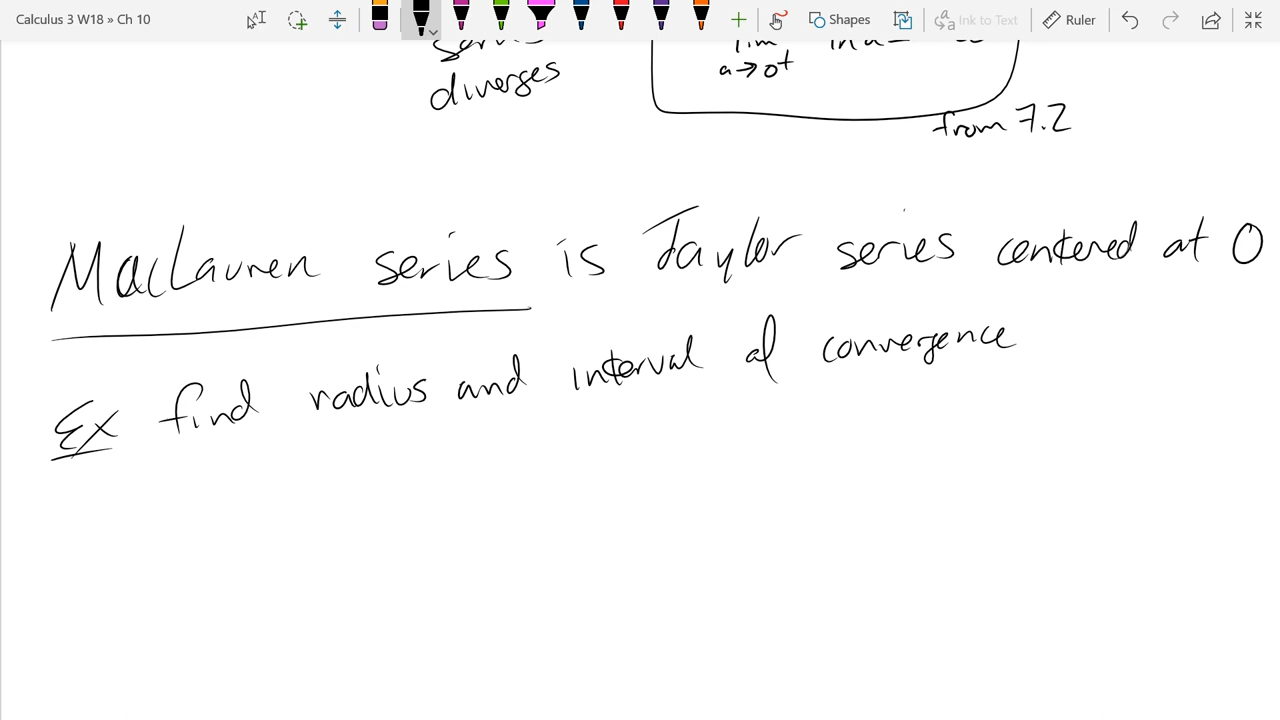 Calculus 3 W18 » Ch 10
Shapes
Ink to Text
Ruler
diverges
a→0⁺
from 7.2
MacLauren series is Taylor series centered at 0
Ex find radius and interval of convergence